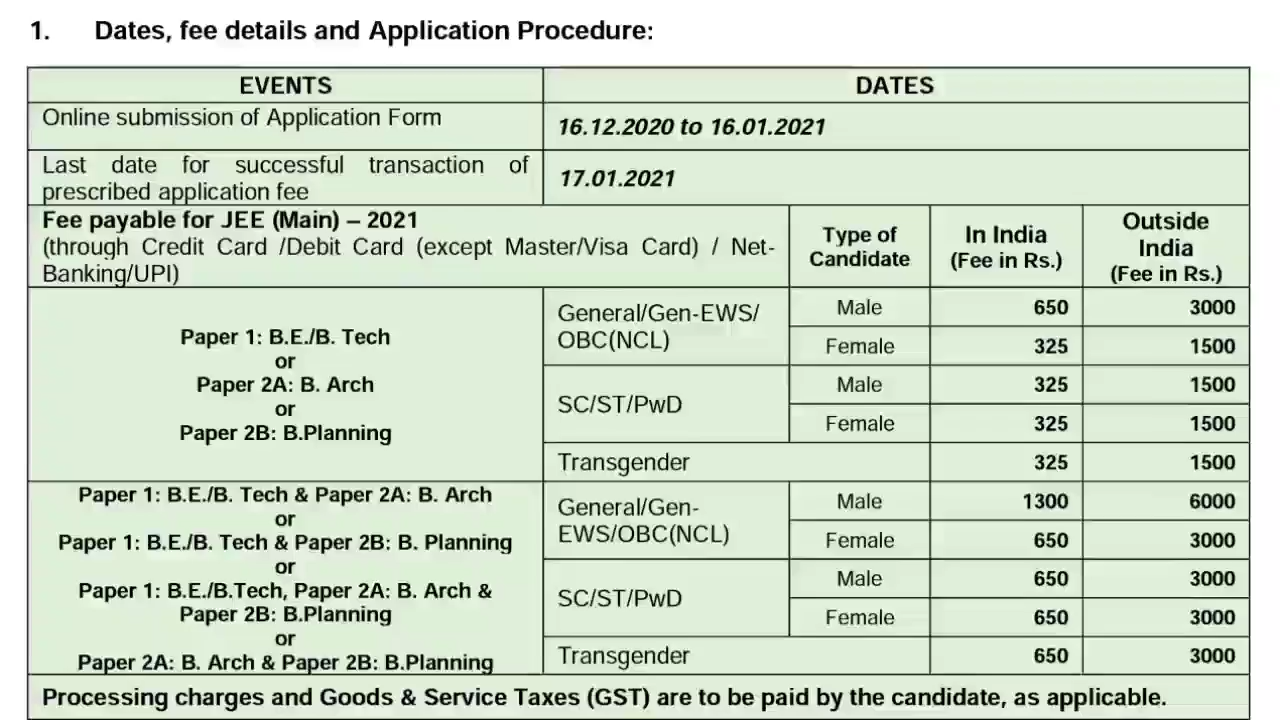 1. Dates, fee details and Application Procedure:
EVENTS DATES
Online submission of Application Form 16.12.2020 to 16.01.2021
Last date for successful transaction of
prescribed application fee 17.01.2021
Fee payable for JEE (Main) – 2021
(through Credit Card /Debit Card (except Master/Visa Card) / Net-
Banking/UPI)
Type of
Candidate
In India
(Fee in Rs.)
Outside
India
(Fee in Rs.)
Paper 1: B.E./B. Tech
or
Paper 2A: B. Arch
or
Paper 2B: B.Planning
General/Gen-EWS/
OBC(NCL)
Male 650 3000
Female 325 1500
SC/ST/PwD
Male 325 1500
Female 325 1500
Transgender 325 1500
Paper 1: B.E./B. Tech & Paper 2A: B. Arch
or
Paper 1: B.E./B. Tech & Paper 2B: B. Planning
or
Paper 1: B.E./B.Tech, Paper 2A: B. Arch &
Paper 2B: B.Planning
or
Paper 2A: B. Arch & Paper 2B: B.Planning
General/Gen-
EWS/OBC(NCL)
Male 1300 6000
Female 650 3000
SC/ST/PwD
Male 650 3000
Female 650 3000
Transgender 650 3000
Processing charges and Goods & Service Taxes (GST) are to be paid by the candidate, as applicable.